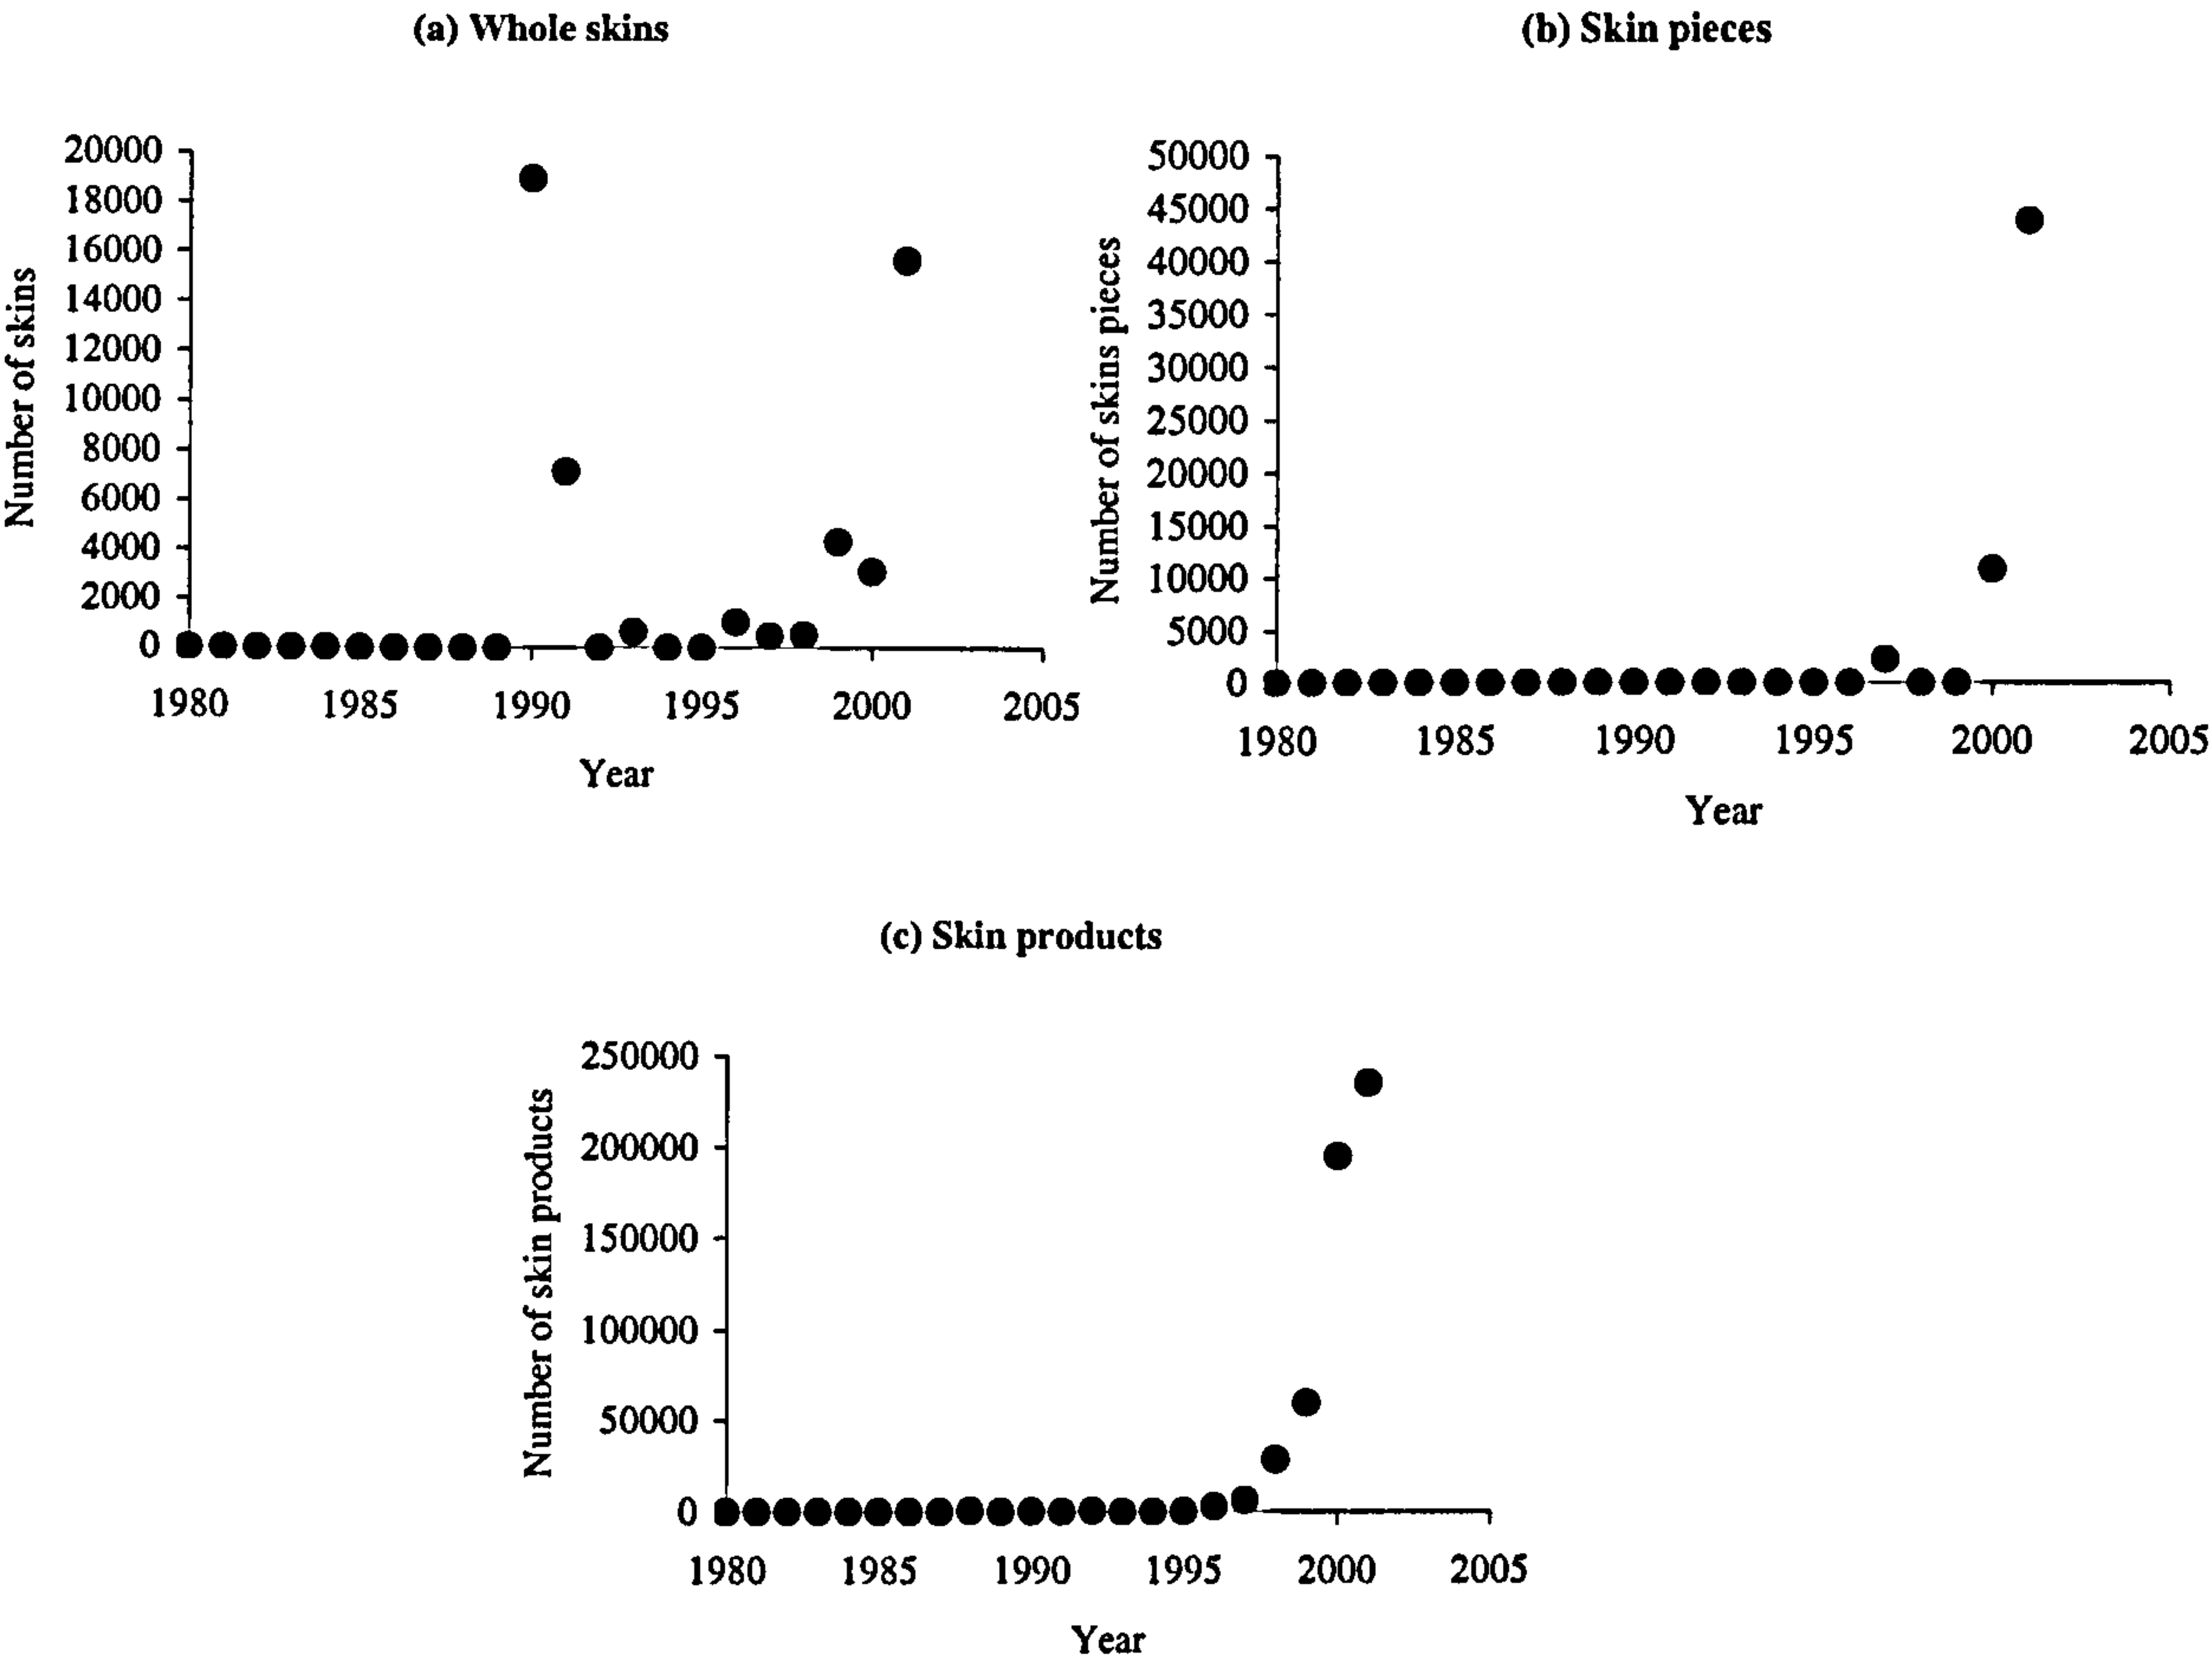 (a) Whole skins
Number of skins
20000
18000
16000
14000
12000
10000
8000
6000
4000
2000
0
1980 1985 1990 1995 2000 2005
Year
(b) Skin pieces
Number of skins pieces
50000
45000
40000
35000
30000
25000
20000
15000
10000
5000
0
1980 1985 1990 1995 2000 2005
Year
(c) Skin products
Number of skin products
250000
200000
150000
100000
50000
0
1980 1985 1990 1995 2000 2005
Year